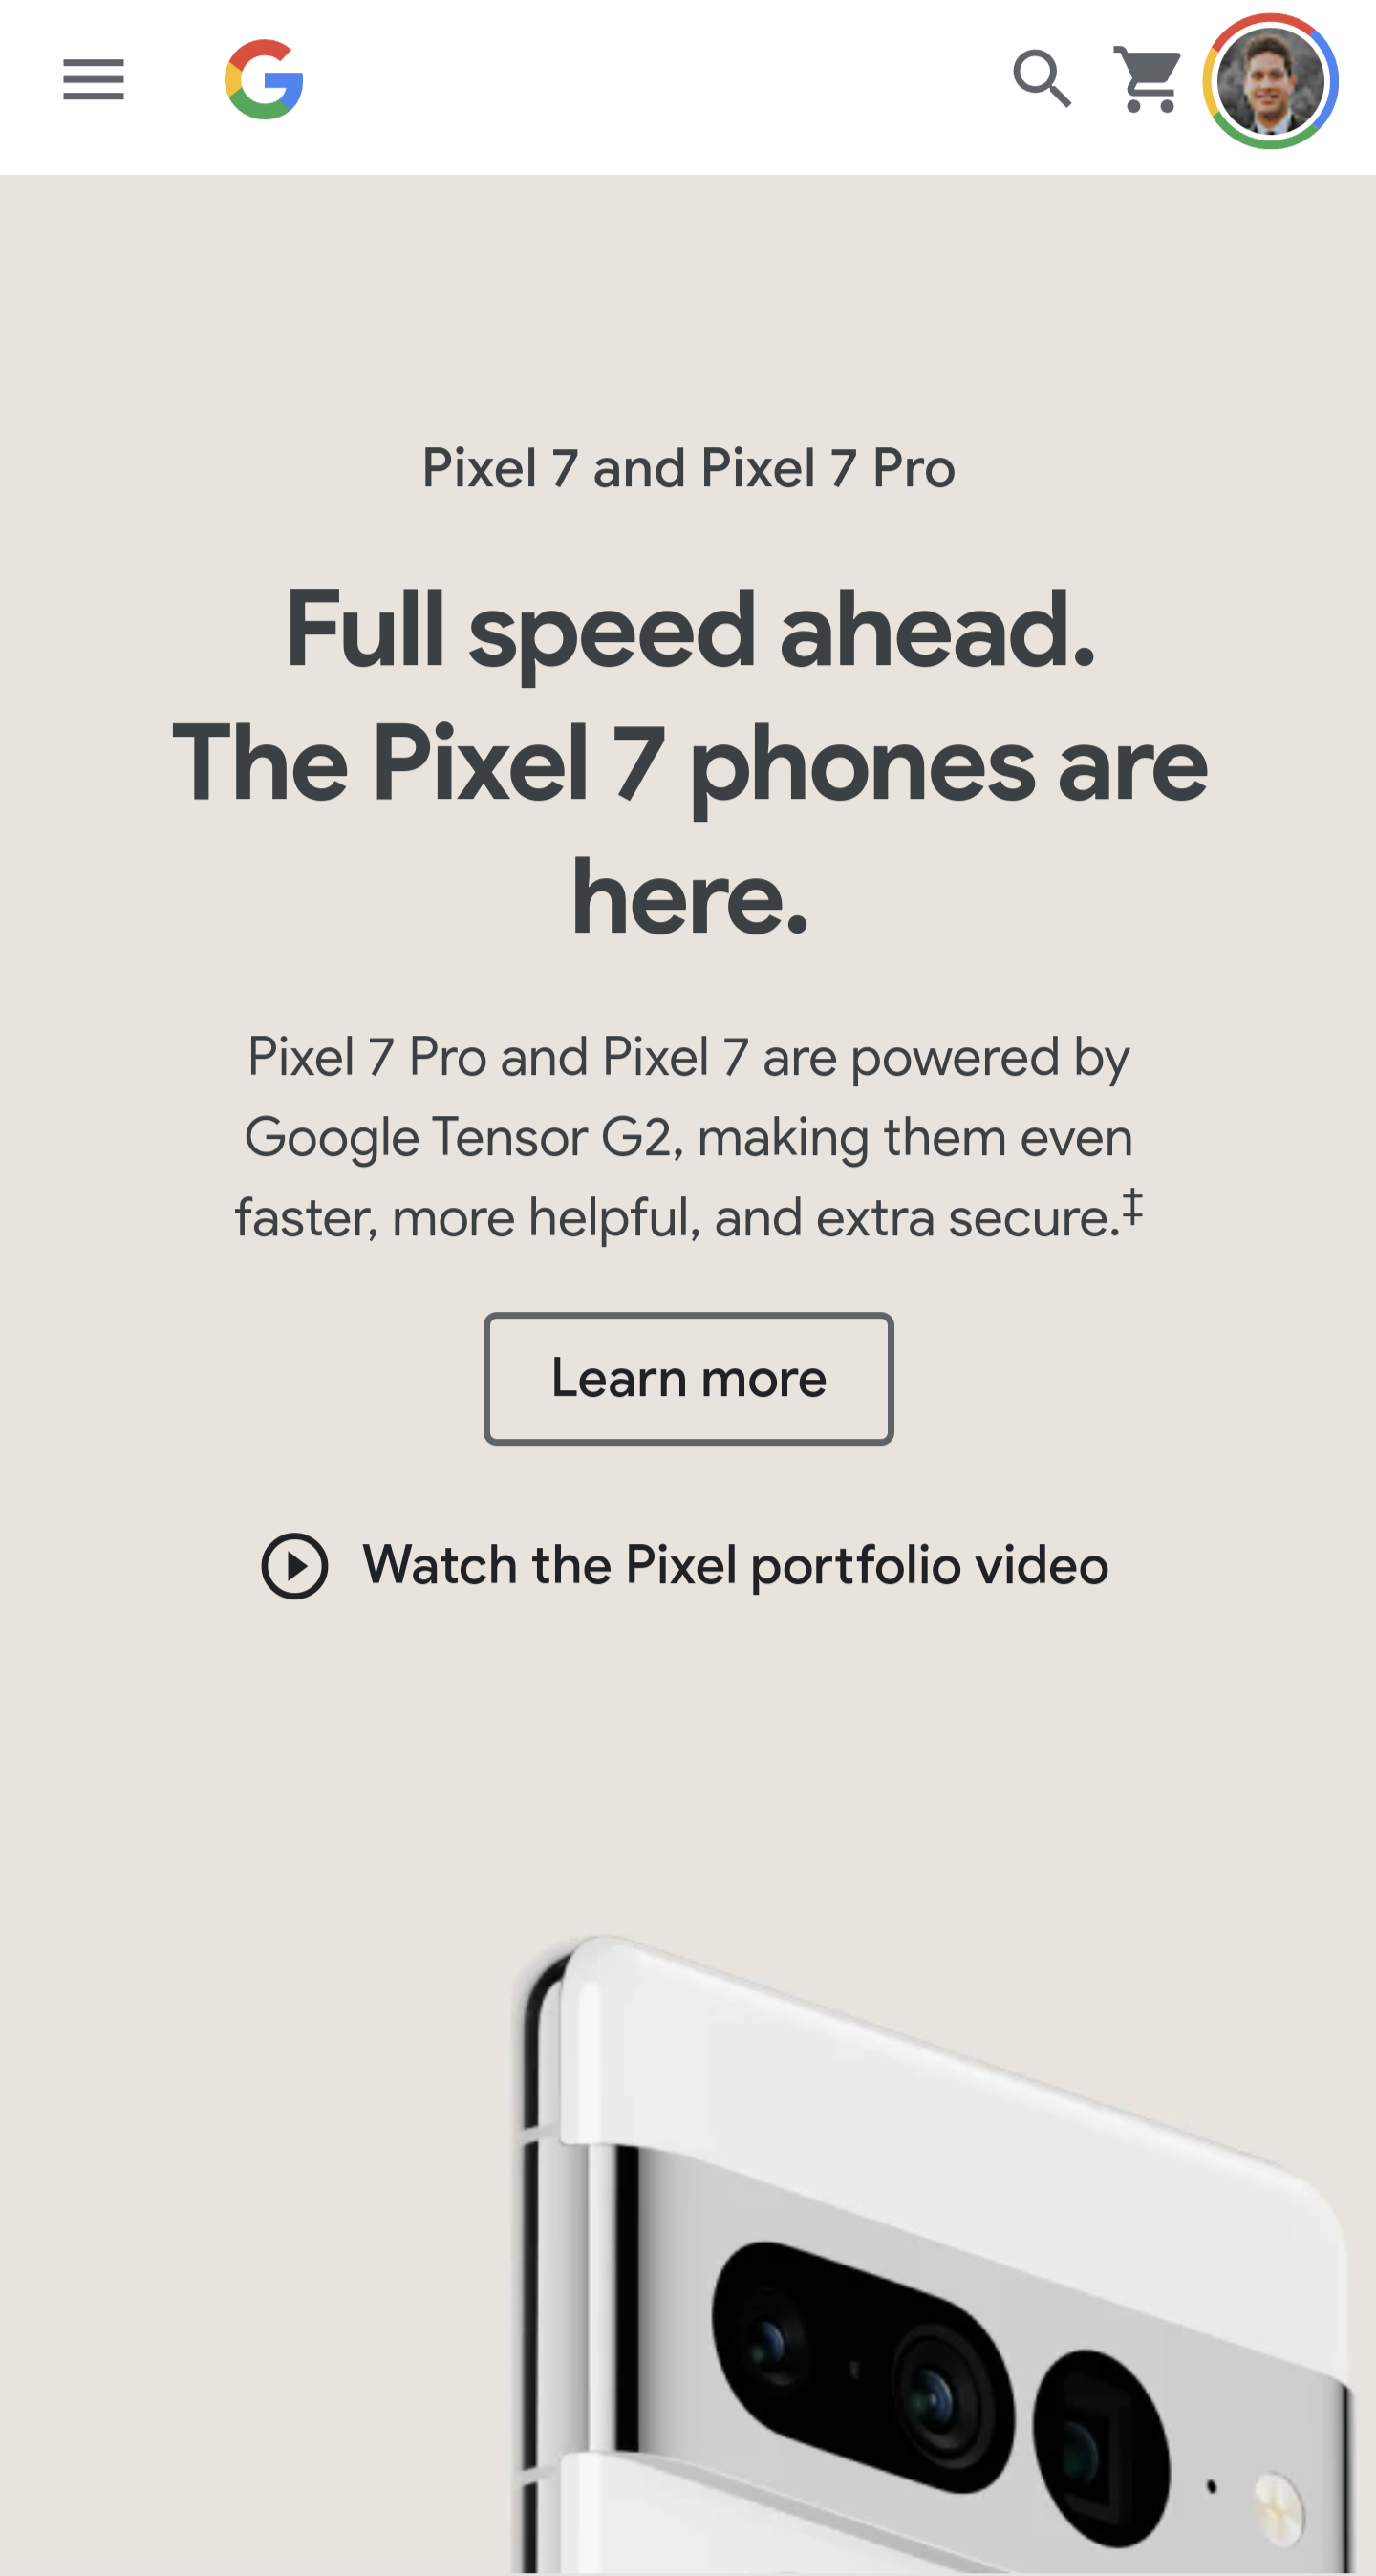 Pixel 7 and Pixel 7 Pro
Full speed ahead.
The Pixel 7 phones are
here.
Pixel 7 Pro and Pixel 7 are powered by
Google Tensor G2, making them even
faster, more helpful, and extra secure.‡
Learn more
Watch the Pixel portfolio video